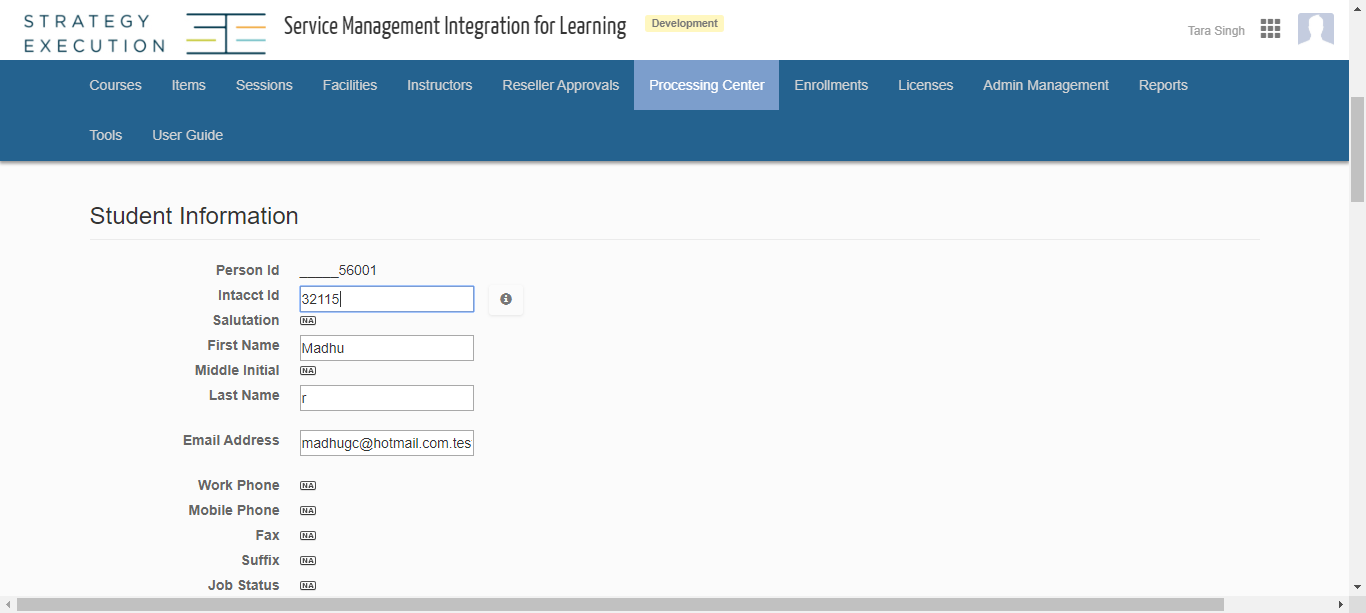 STRATEGY
EXECUTION
Service Management Integration for Learning
Development
Tara Singh
Courses Items Sessions Facilities Instructors Reseller Approvals Processing Center Enrollments Licenses Admin Management Reports
Tools User Guide
Student Information
Person Id _____56001
Intacct Id 32115
Salutation NA
First Name Madhu
Middle Initial NA
Last Name r
Email Address madhugc@hotmail.com.tes
Work Phone NA
Mobile Phone NA
Fax NA
Suffix NA
Job Status NA